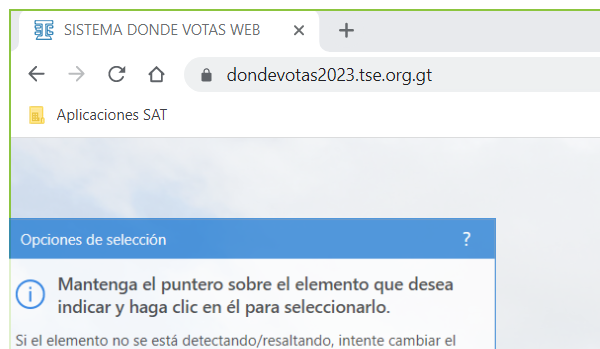 SISTEMA DONDE VOTAS WEB
dondevotas2023.tse.org.gt
Aplicaciones SAT
Opciones de selección ?
Mantenga el puntero sobre el elemento que desea
indicar y haga clic en él para seleccionarlo.
Si el elemento no se está detectando/resaltando, intente cambiar el